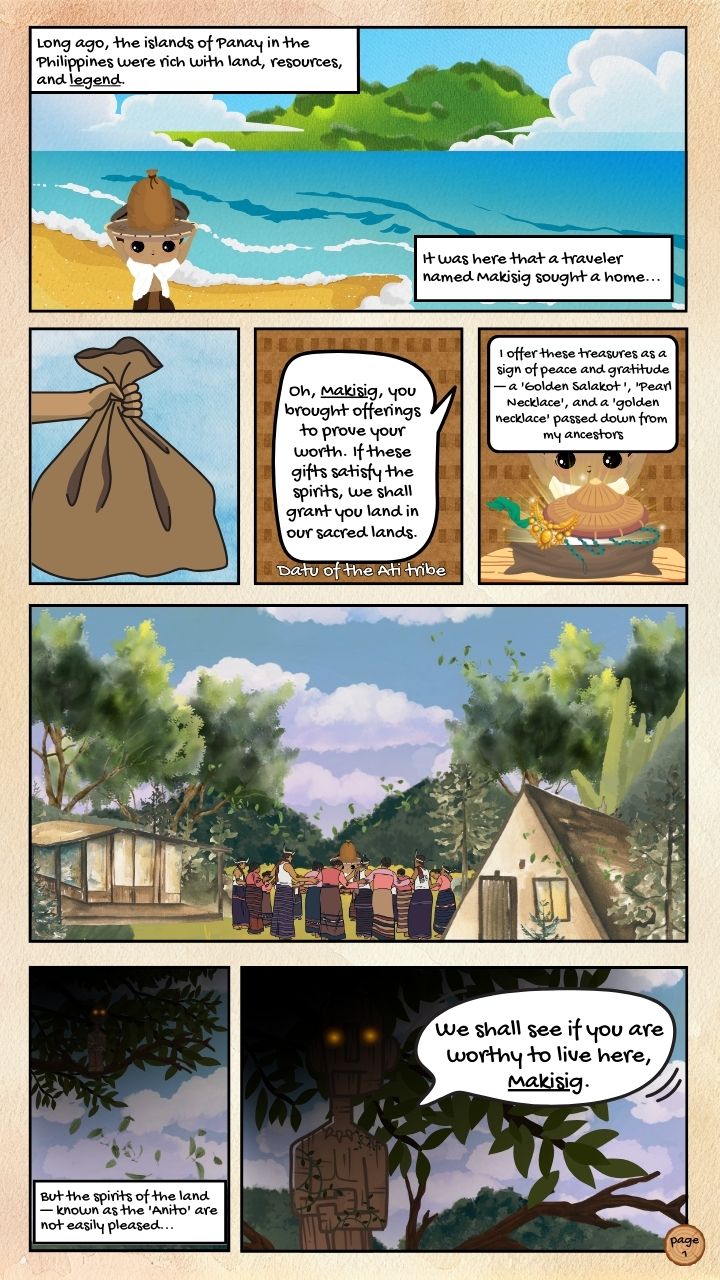 Long ago, the islands of Panay in the
Philippines were rich with land, resources,
and legend.
It was here that a traveler
named Makisig sought a home...
Oh, Makisig, you
brought offerings
to prove your
worth. If these
gifts satisfy the
spirits, we shall
grant you land in
our sacred lands.
Datu of the Ati tribe
I offer these treasures as a
sign of peace and gratitude
— a 'Golden Salakot ', 'Pearl
Necklace', and a 'golden
necklace' passed down from
my ancestors
But the spirits of the land
— known as the 'Anito' are
not easily pleased...
We shall see if you are
worthy to live here,
Makisig.
page
1